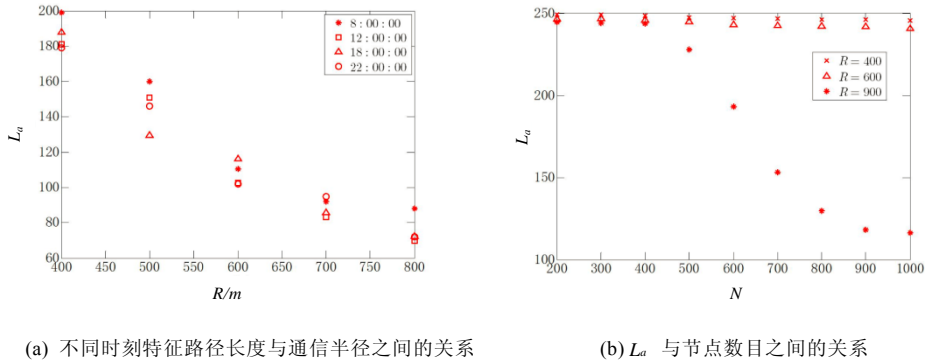 200
180
160
140
120
100
80
60
400 450 500 550 600 650 700 750 800
La
R/m
8 : 00 : 00
12 : 00 : 00
18 : 00 : 00
22 : 00 : 00
250
200
150
100
200 300 400 500 600 700 800 900 1000
La
N
R = 400
R = 600
R = 900
(a) 不同时刻特征路径长度与通信半径之间的关系
(b) La 与节点数目之间的关系